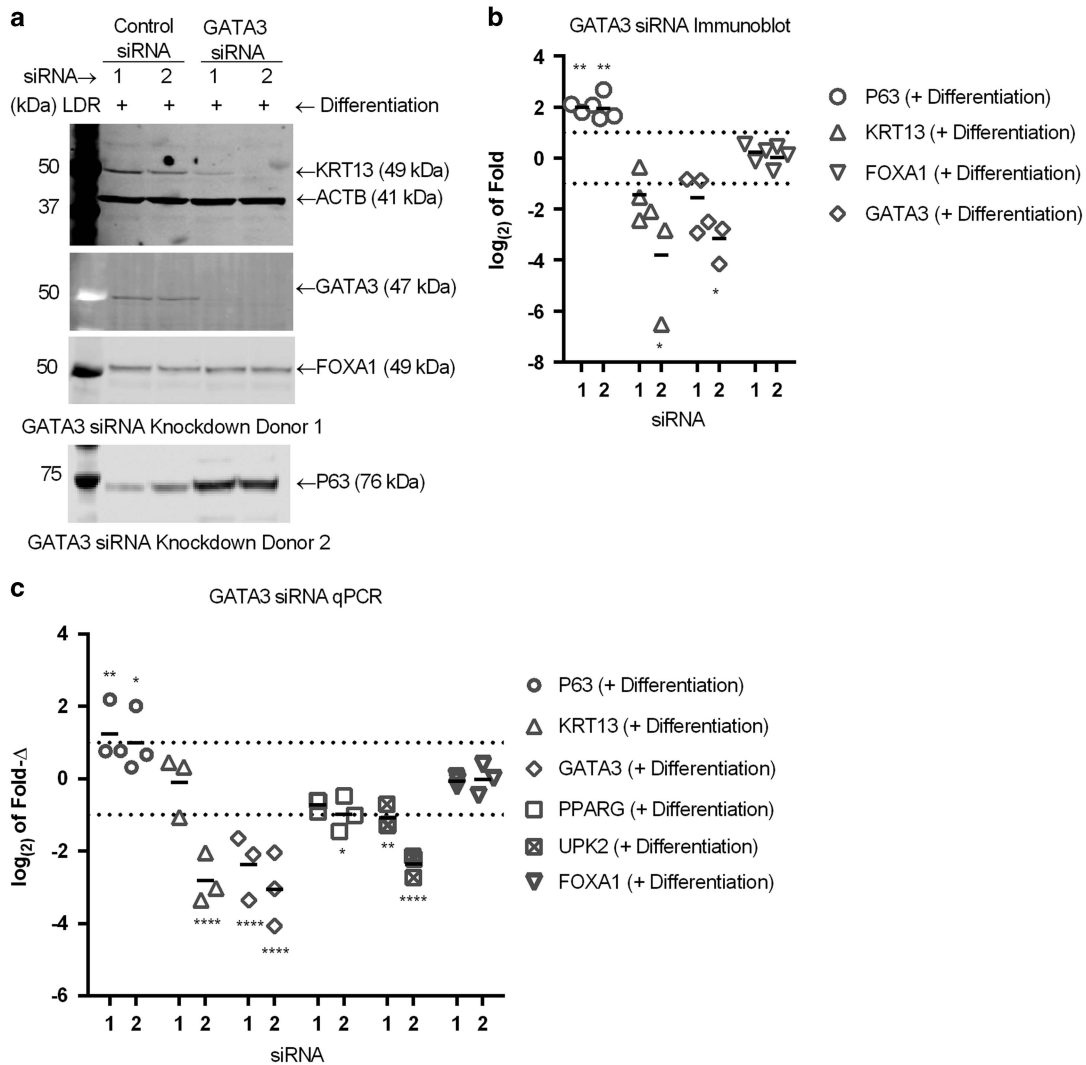 a
Control siRNA
GATA3 siRNA
siRNA→ 1 2 1 2
(kDa) LDR + + + + ← Differentiation
50
←KRT13 (49 kDa)
37
←ACTB (41 kDa)
50
←GATA3 (47 kDa)
50
←FOXA1 (49 kDa)
GATA3 siRNA Knockdown Donor 1
75
←P63 (76 kDa)
GATA3 siRNA Knockdown Donor 2
b
GATA3 siRNA Immunoblot
log(2) of Fold
4
2
0
-2
-4
-6
-8
** **
*
*
1 2 1 2 1 2 1 2
siRNA
P63 (+ Differentiation)
KRT13 (+ Differentiation)
FOXA1 (+ Differentiation)
GATA3 (+ Differentiation)
c
GATA3 siRNA qPCR
log(2) of Fold-Δ
4
2
0
-2
-4
-6
** *
****
****
****
*
**
****
1 2 1 2 1 2 1 2 1 2 1 2
siRNA
P63 (+ Differentiation)
KRT13 (+ Differentiation)
GATA3 (+ Differentiation)
PPARG (+ Differentiation)
UPK2 (+ Differentiation)
FOXA1 (+ Differentiation)